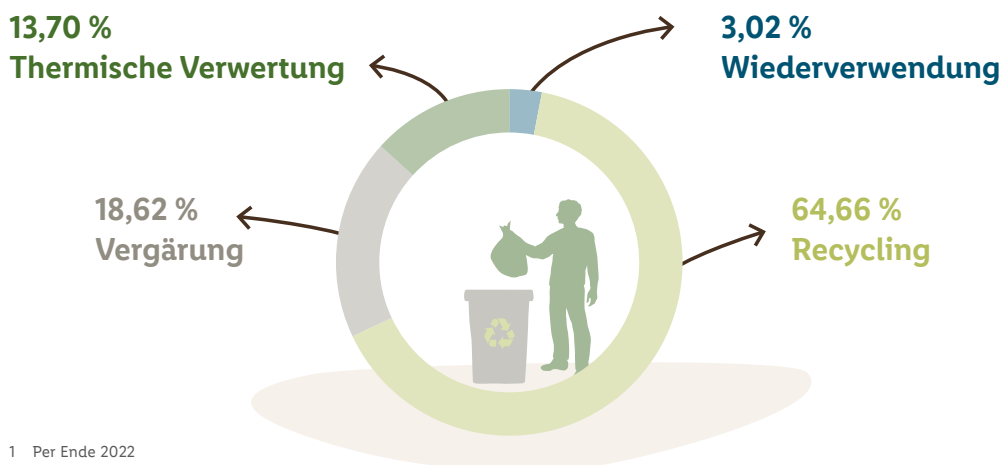 13,70 %
Thermische Verwertung
3,02 %
Wiederverwendung
18,62 %
Vergärung
64,66 %
Recycling
1 Per Ende 2022